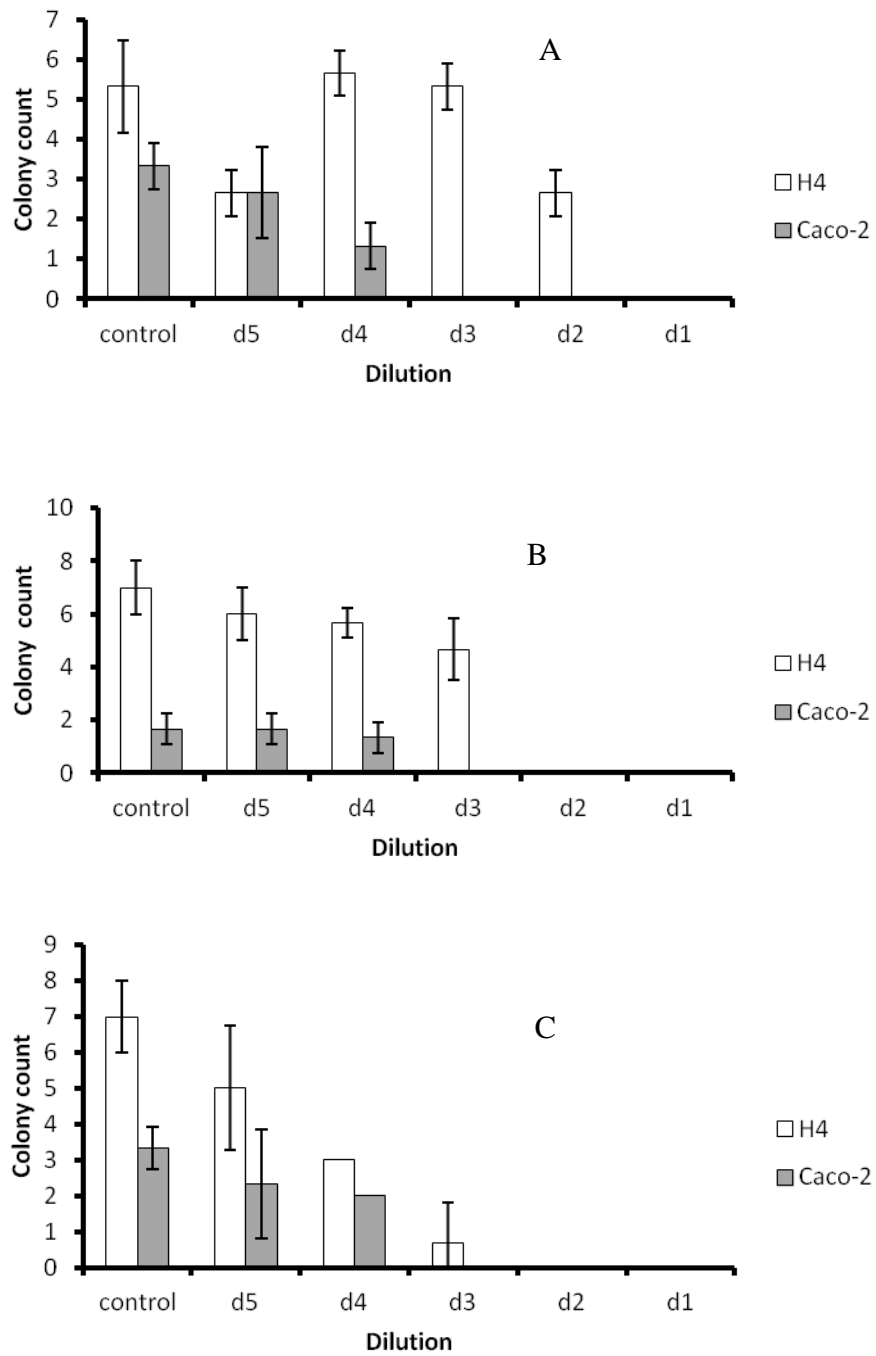 7
6
5
4
3
2
1
0
Colony count
A
H4
Caco-2
control d5 d4 d3 d2 d1
Dilution
10
8
6
4
2
0
Colony count
B
H4
Caco-2
control d5 d4 d3 d2 d1
Dilution
9
8
7
6
5
4
3
2
1
0
Colony count
C
H4
Caco-2
control d5 d4 d3 d2 d1
Dilution